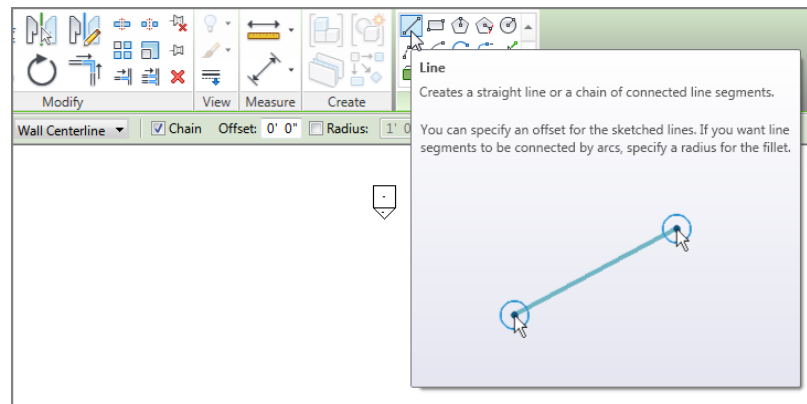 Modify
View
Measure
Create
Wall Centerline
Chain
Offset: 0' 0"
Radius:
1' 0
Line
Creates a straight line or a chain of connected line segments.
You can specify an offset for the sketched lines. If you want line
segments to be connected by arcs, specify a radius for the fillet.